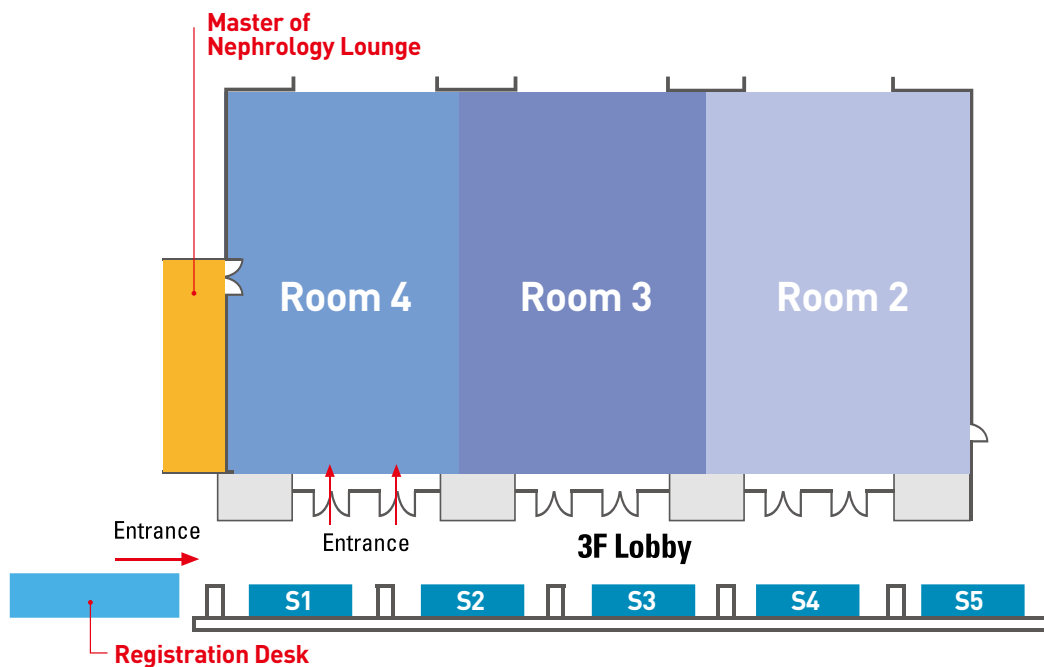 Master of
Nephrology Lounge
Room 4
Room 3
Room 2
Entrance
Entrance
3F Lobby
S1
S2
S3
S4
S5
Registration Desk